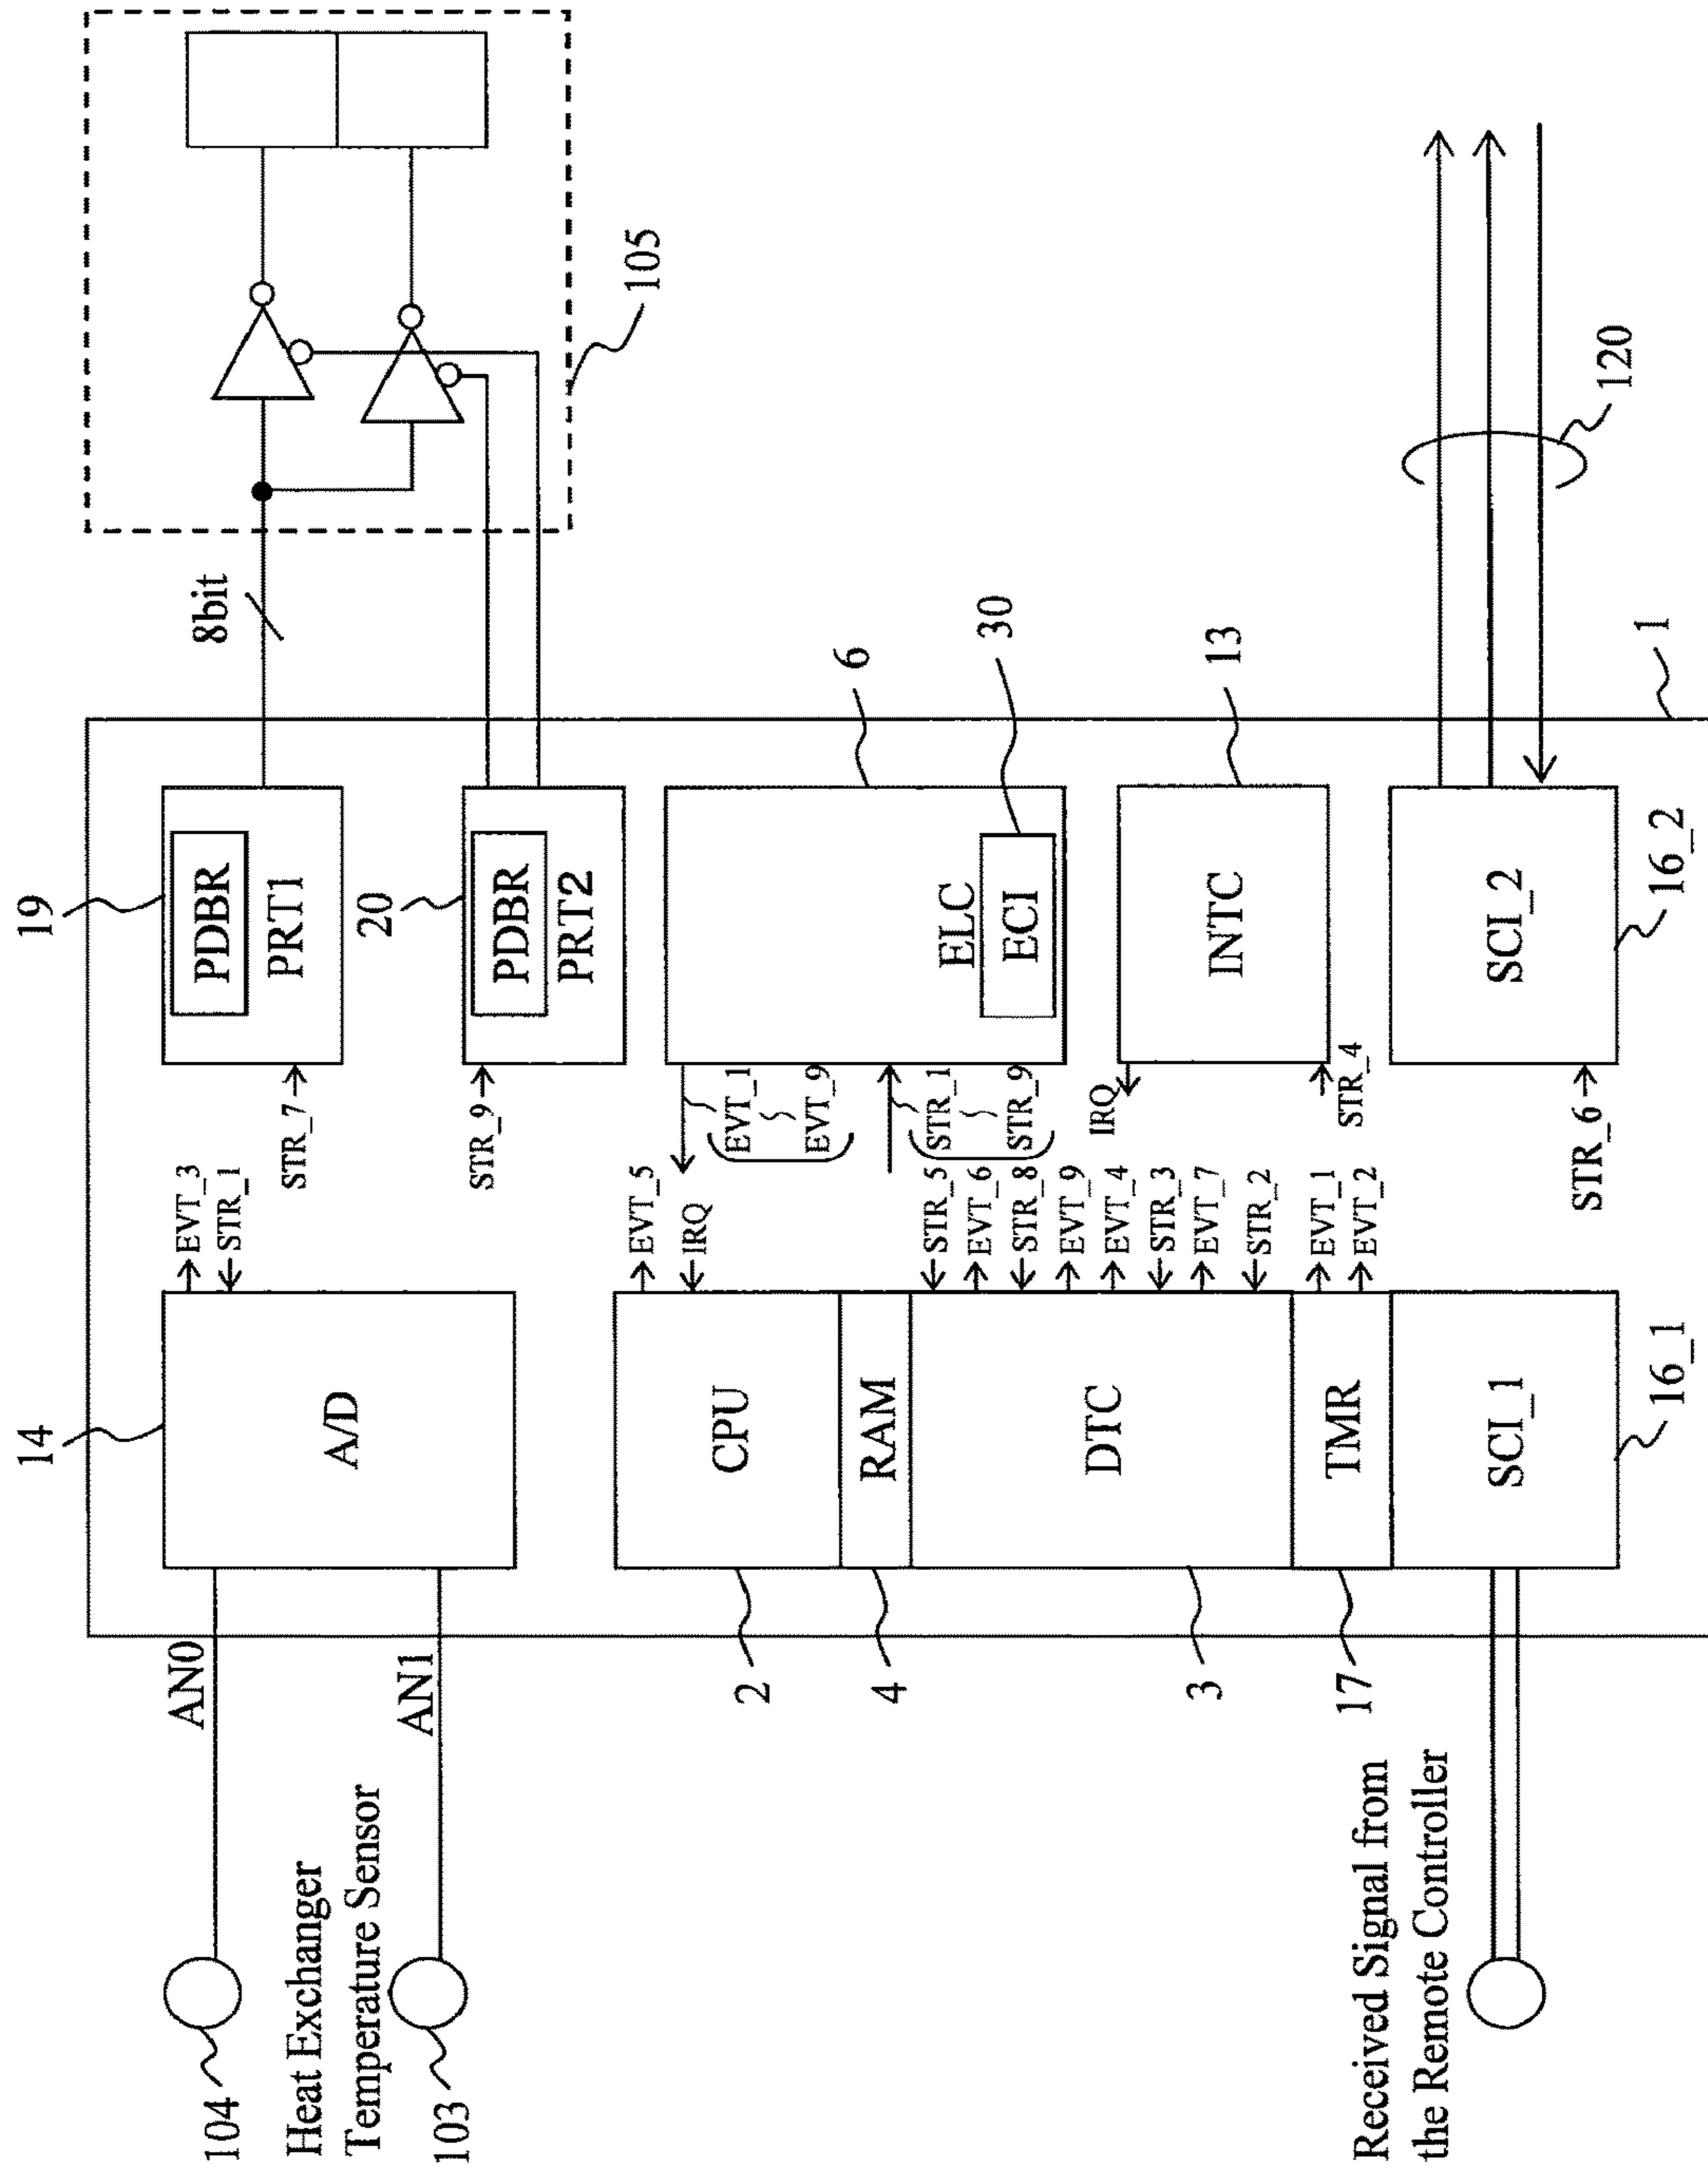 104
AN0
Heat Exchanger
Temperature Sensor
103
AN1
14
A/D
EVT_3
STR_1
19
PDBR
PRT1
STR_7
8bit
20
PDBR
PRT2
STR_9
105
2
CPU
EVT_5
IRQ
4
RAM
3
DTC
STR_5
EVT_6
STR_8
EVT_9
EVT_4
STR_3
EVT_7
STR_2
17
TMR
EVT_1
EVT_2
6
ELC
30
ECI
EVT_1
EVT_9
STR_1
STR_9
13
INTC
IRQ
STR_4
Received Signal from
the Remote Controller
SCI_1
16_1
SCI_2
16_2
STR_6
120
1